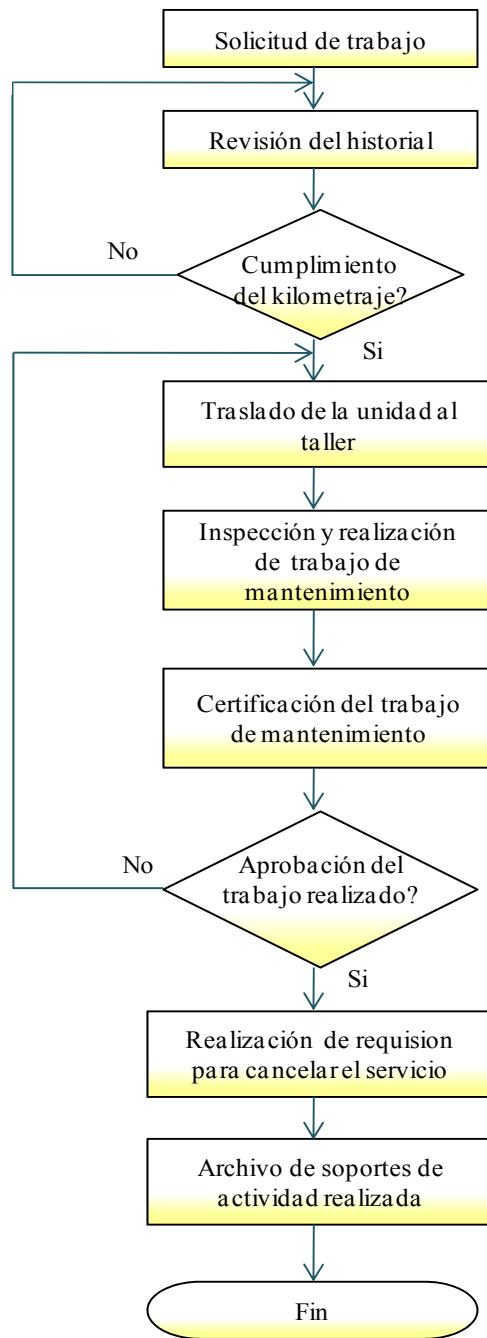 Solicitud de trabajo
Revisión del historial
No
Cumplimiento
del kilometraje?
Si
Traslado de la unidad al
taller
Inspección y realización
de trabajo de
mantenimiento
Certificación del trabajo
de mantenimiento
No
Aprobación del
trabajo realizado?
Si
Realización de requision
para cancelar el servicio
Archivo de soportes de
actividad realizada
Fin